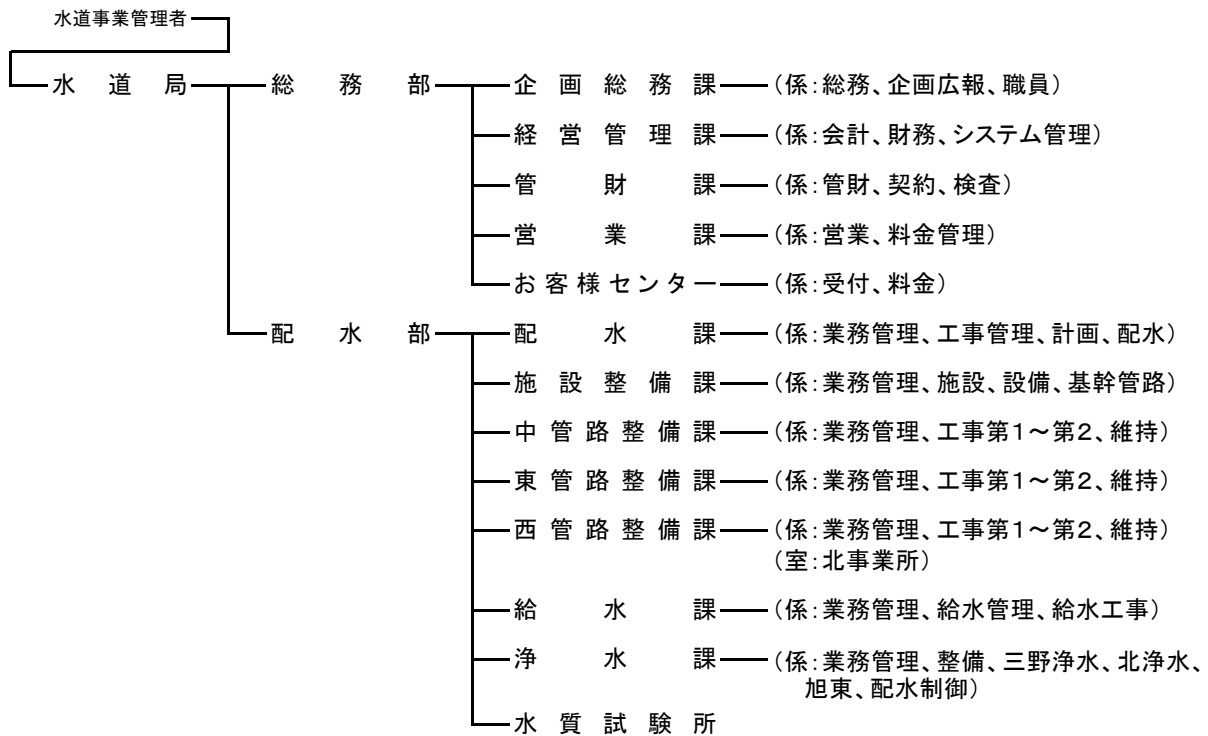 水道事業管理者
水道局 総務部 企画総務課 (係:総務、企画広報、職員)
経営管理課 (係:会計、財務、システム管理)
管財課 (係:管財、契約、検査)
営業課 (係:営業、料金管理)
お客様センター (係:受付、料金)
配水部 配水課 (係:業務管理、工事管理、計画、配水)
施設整備課 (係:業務管理、施設、設備、基幹管路)
中管路整備課 (係:業務管理、工事第1~第2、維持)
東管路整備課 (係:業務管理、工事第1~第2、維持)
西管路整備課 (係:業務管理、工事第1~第2、維持)
(室:北事業所)
給水課 (係:業務管理、給水管理、給水工事)
浄水課 (係:業務管理、整備、三野浄水、北浄水、
旭東、配水制御)
水質試験所